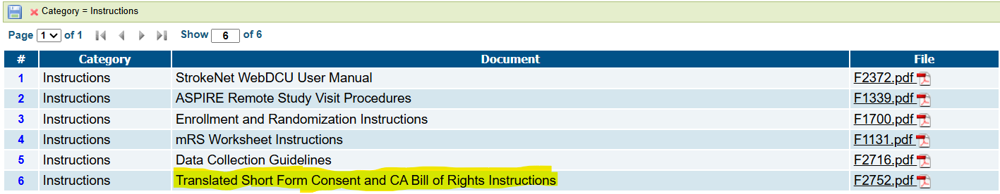 Category = Instructions
Page 1 of 1 Show 6 of 6
# Category Document File
1 Instructions StrokeNet WebDCU User Manual F2372.pdf
2 Instructions ASPIRE Remote Study Visit Procedures F1339.pdf
3 Instructions Enrollment and Randomization Instructions F1700.pdf
4 Instructions mRS Worksheet Instructions F1131.pdf
5 Instructions Data Collection Guidelines F2716.pdf
6 Instructions Translated Short Form Consent and CA Bill of Rights Instructions F2752.pdf